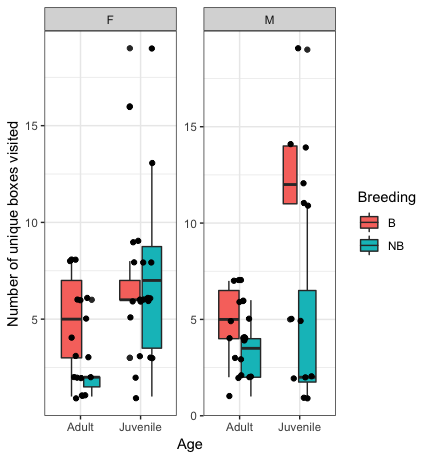 F
M
Number of unique boxes visited
15
10
5
15
10
5
0
Adult
Juvenile
Adult
Juvenile
Age
Breeding
B
NB